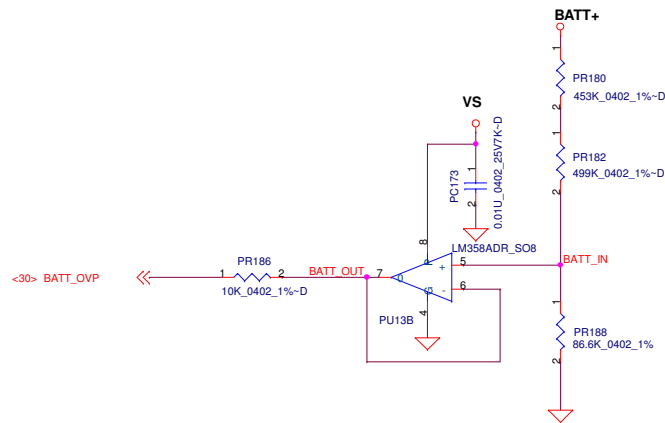 BATT+
1
PR180
453K_0402_1%~D
2
VS
1
PR182
499K_0402_1%~D
2
1
PC173
2
0.01U_0402_25V7K~D
8
P
LM358ADR_SO8
PR186
<30> BATT_OVP
1
2
10K_0402_1%~D
BATT_OUT
7
0
+
5
BATT_IN
-
6
G
4
PU13B
1
PR188
86.6K_0402_1%
2